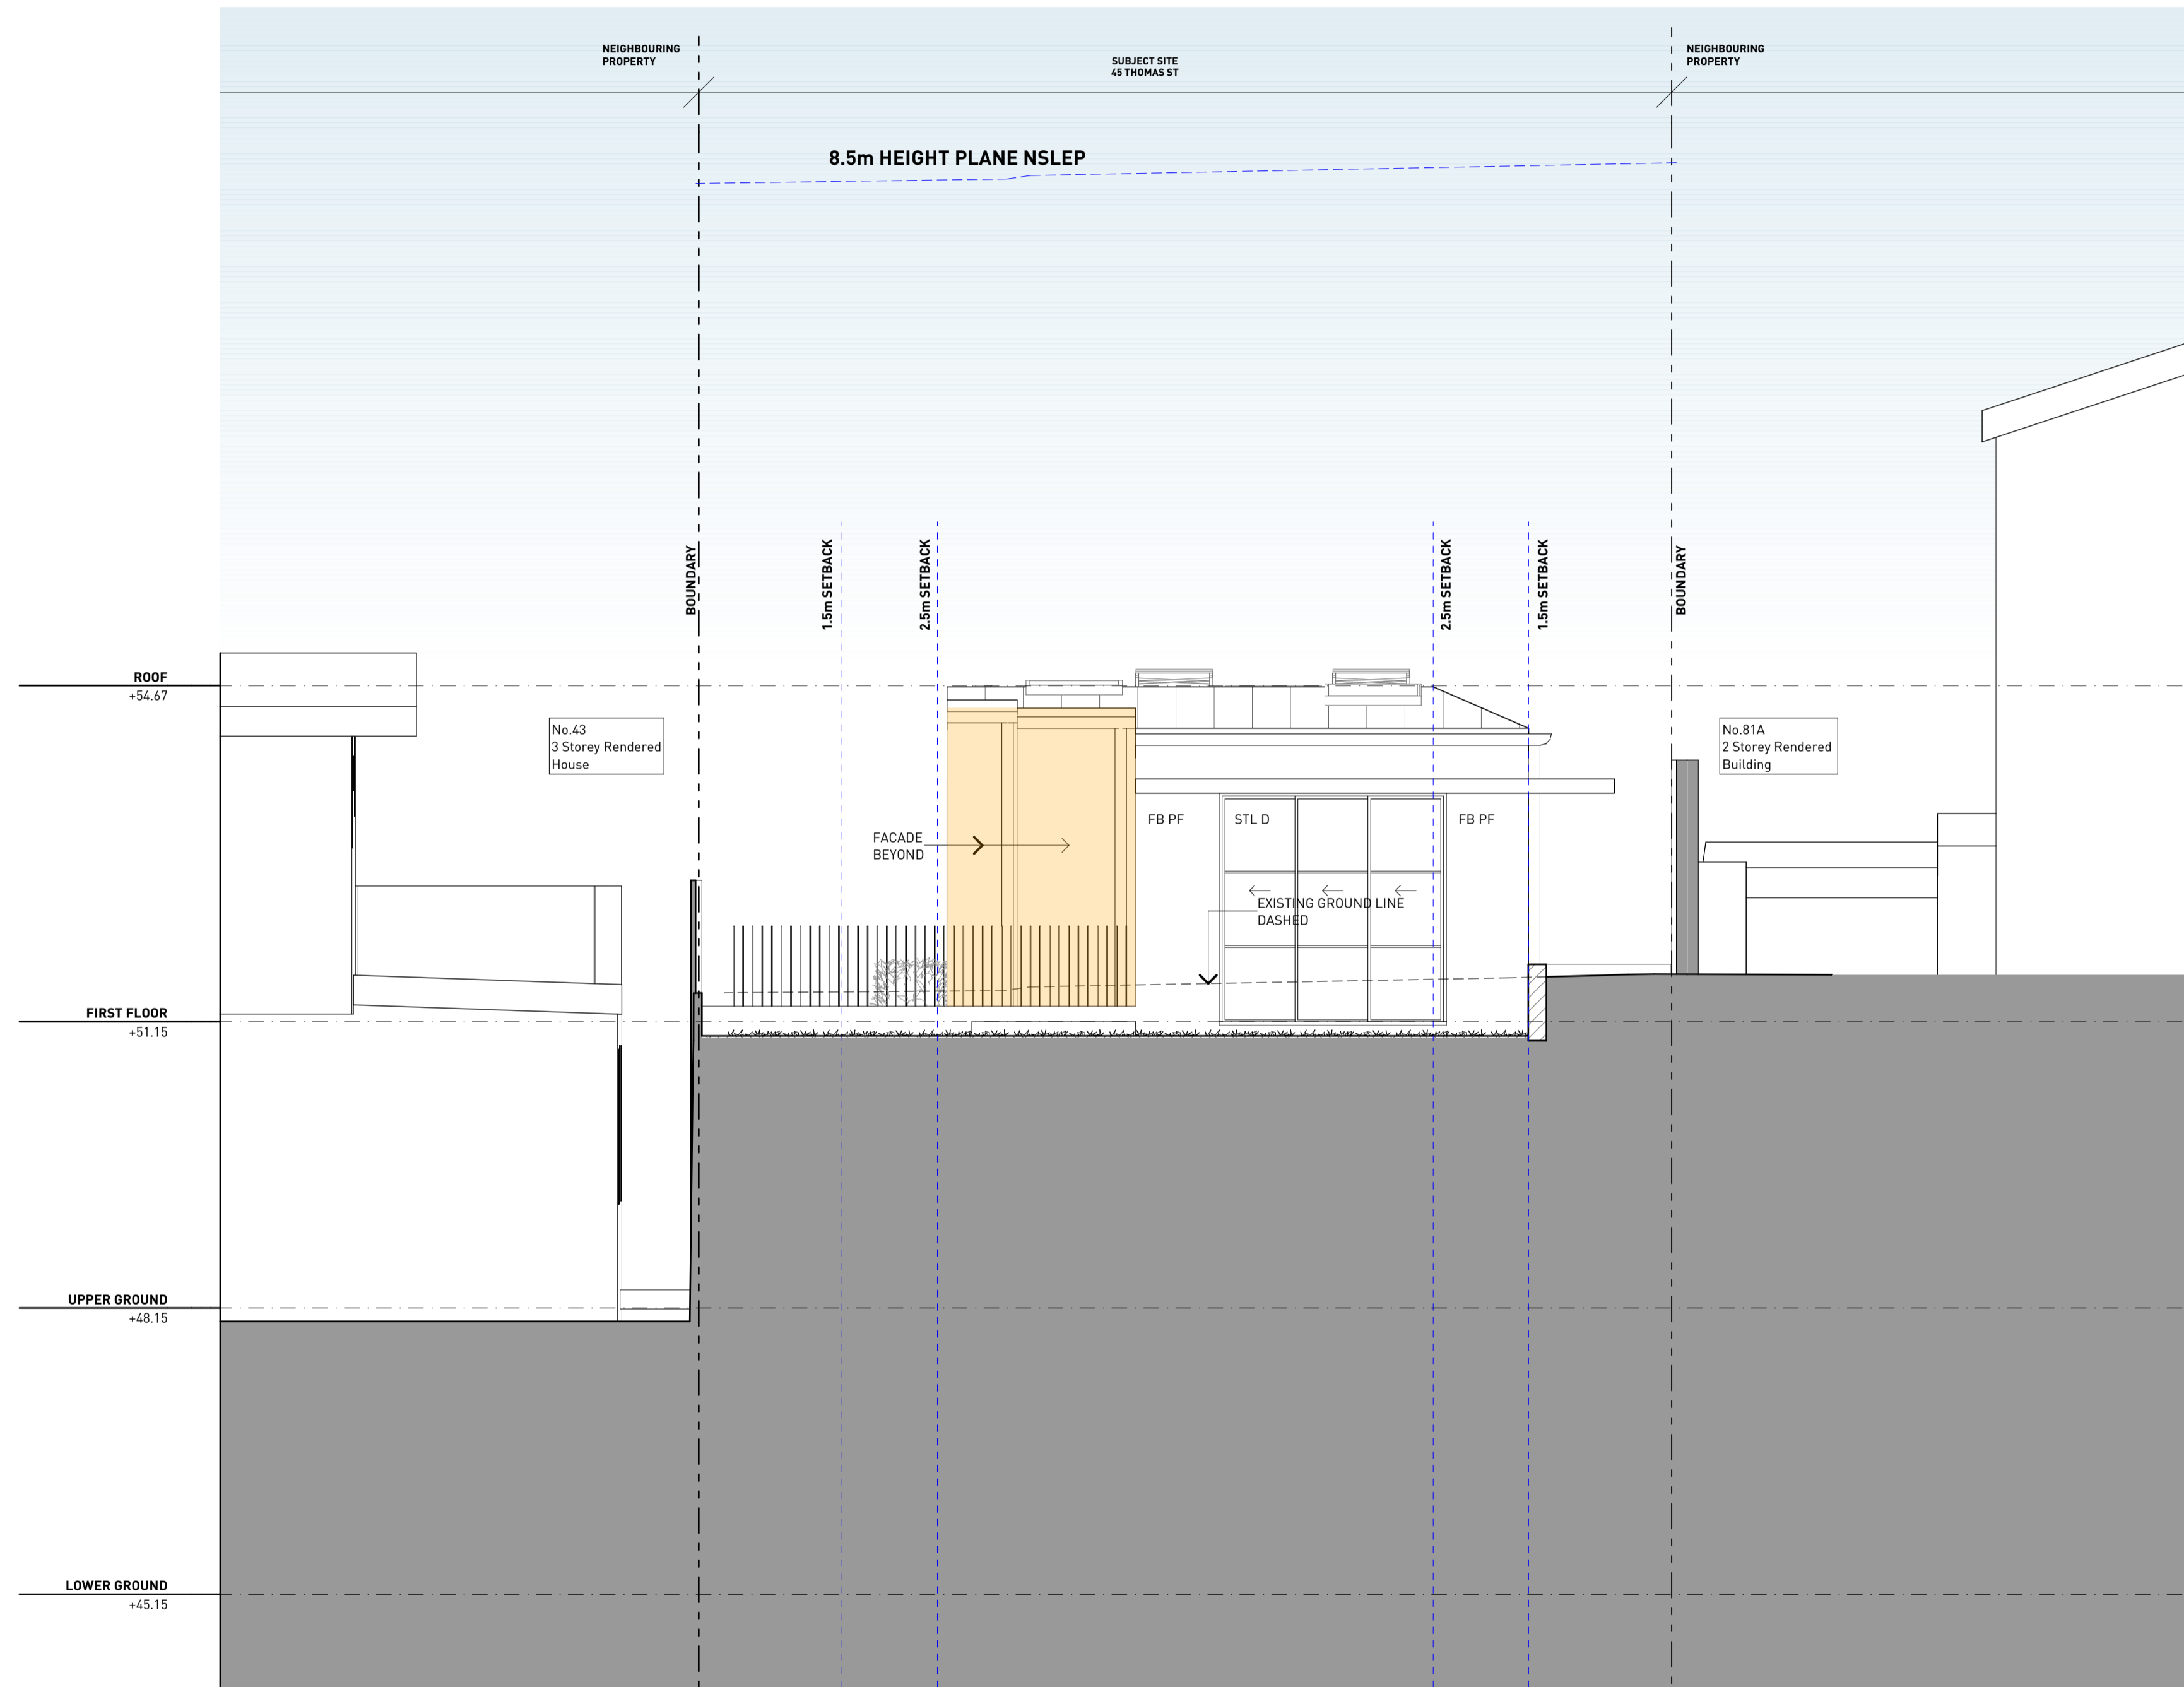 NEIGHBOURING
PROPERTY
SUBJECT SITE
45 THOMAS ST
NEIGHBOURING
PROPERTY
8.5m HEIGHT PLANE NSLEP
BOUNDARY
1.5m SETBACK
2.5m SETBACK
2.5m SETBACK
1.5m SETBACK
BOUNDARY
ROOF
+54.67
No.43
3 Storey Rendered
House
No.81A
2 Storey Rendered
Building
FB PF
STL D
FB PF
FACADE
BEYOND
EXISTING GROUND LINE
DASHED
FIRST FLOOR
+51.15
UPPER GROUND
+48.15
LOWER GROUND
+45.15